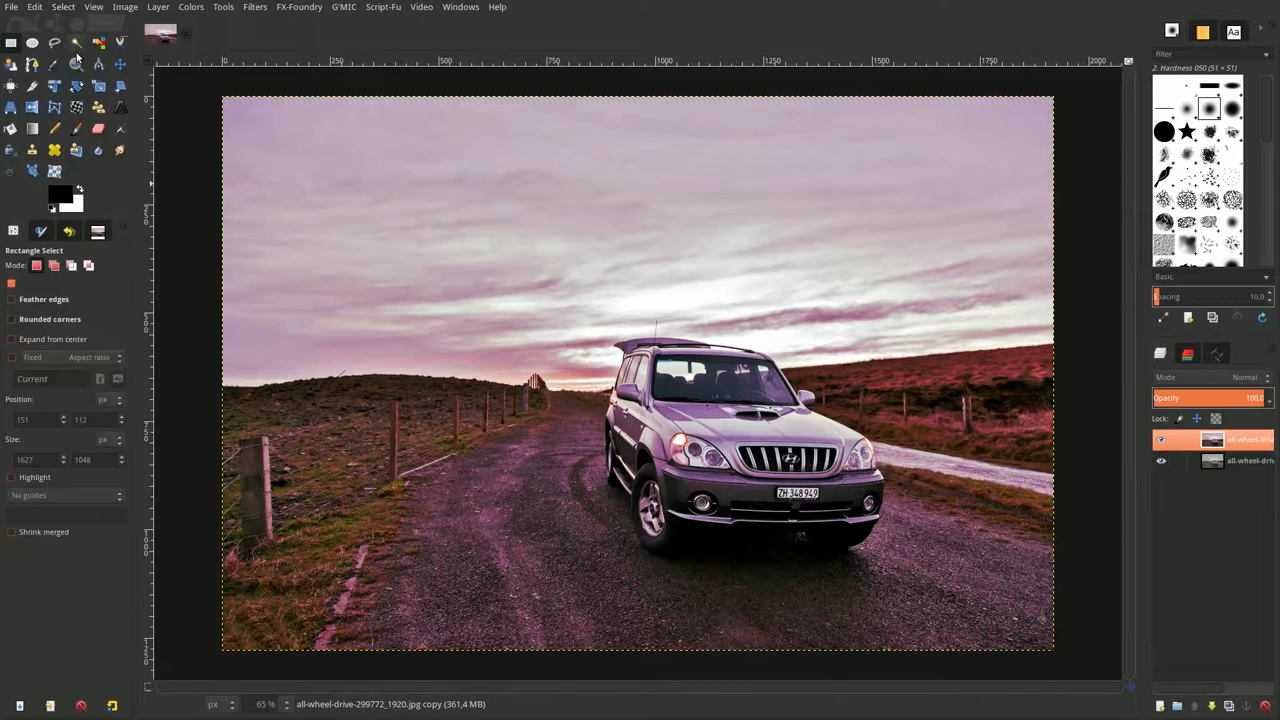 File Edit Select View Image Layer Colors Tools Filters FX-Foundry G'MIC Script-Fu Video Windows Help
Aa
filter
2. Hardness 050 (51 × 51)
0 250 500 750 1000 1250 1500 1750 2000
Rectangle Select
Mode:
Feather edges
Rounded corners
Expand from center
Fixed Aspect ratio
Current
Position: px
151 112
Size: px
1627 1048
Highlight
No guides
Shrink merged
ZH·348949
Basic,
Spacing 10,0
Mode Normal
Opacity 100,0
Lock:
all-wheel-driv
all-wheel-driv
px 65 % all-wheel-drive-299772_1920.jpg copy (361,4 MB)